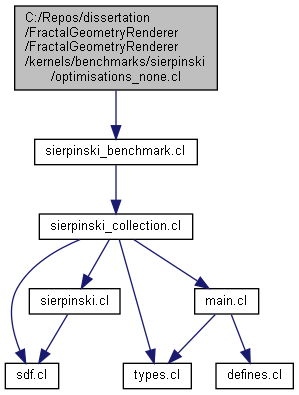 C:/Repos/dissertation
/FractalGeometryRenderer
/FractalGeometryRenderer
/kernels/benchmarks/sierpinski
/optimisations_none.cl
sierpinski_benchmark.cl
sierpinski_collection.cl
sierpinski.cl
main.cl
sdf.cl
types.cl
defines.cl